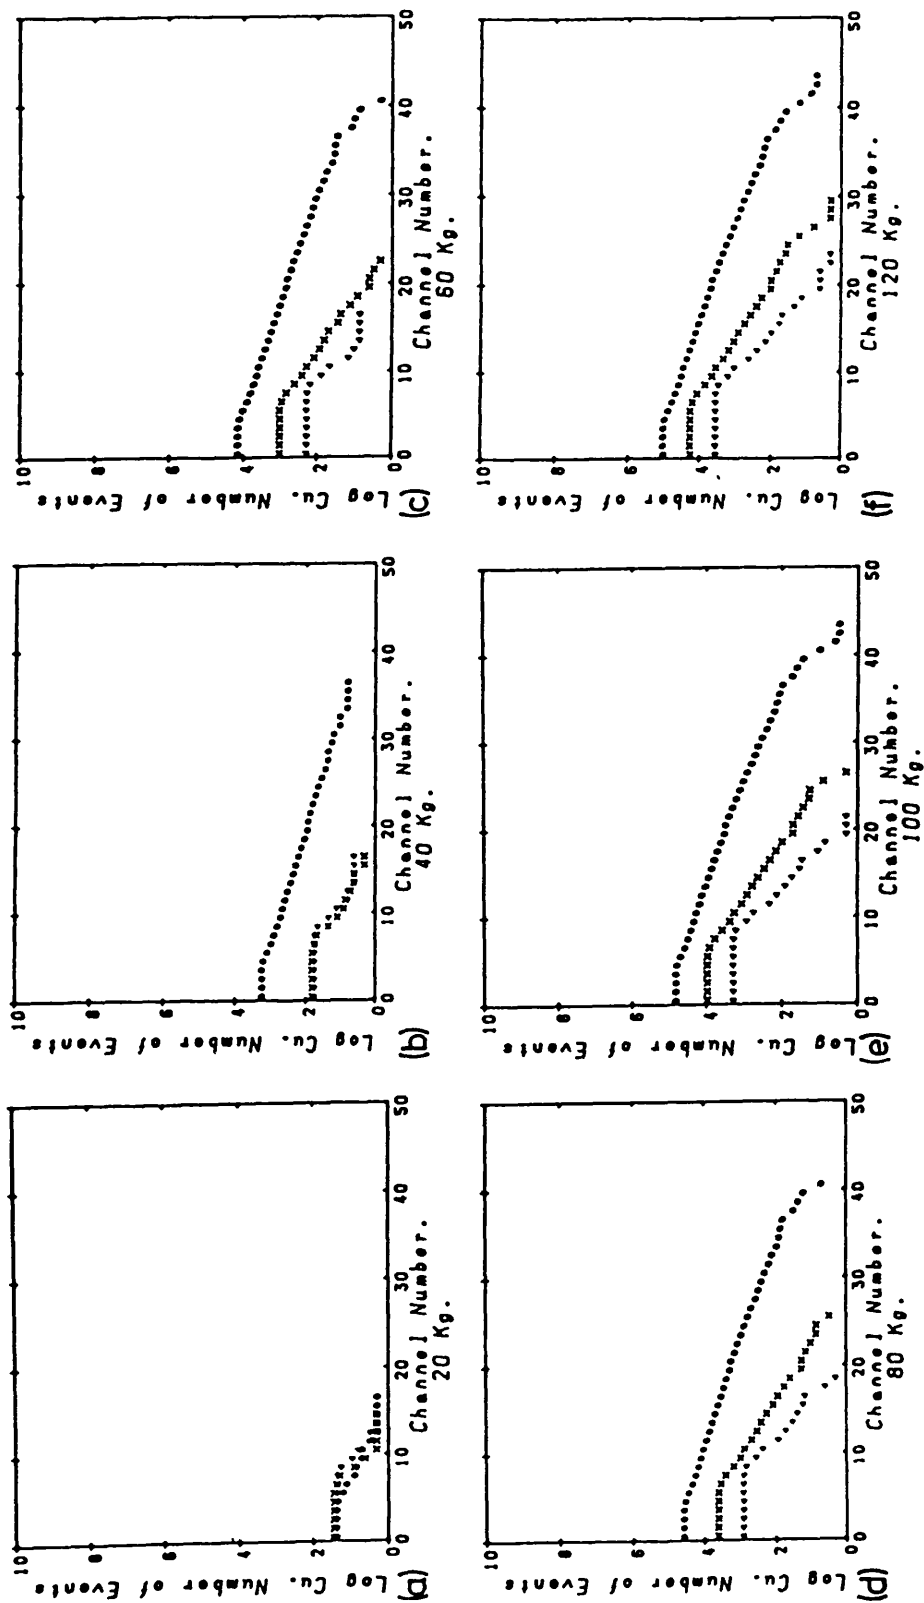 10
8
6
4
2
0
Log Cu. Number of Events
(a)
0 10 20 30 40 50
Channel Number.
20 Kg.
10
8
6
4
2
0
Log Cu. Number of Events
(b)
0 10 20 30 40 50
Channel Number.
40 Kg.
10
8
6
4
2
0
Log Cu. Number of Events
(c)
0 10 20 30 40 50
Channel Number.
60 Kg.
10
8
6
4
2
0
Log Cu. Number of Events
(d)
0 10 20 30 40 50
Channel Number.
80 Kg.
10
8
6
4
2
0
Log Cu. Number of Events
(e)
0 10 20 30 40 50
Channel Number.
100 Kg.
10
8
6
4
2
0
Log Cu. Number of Events
(f)
0 10 20 30 40 50
Channel Number.
120 Kg.